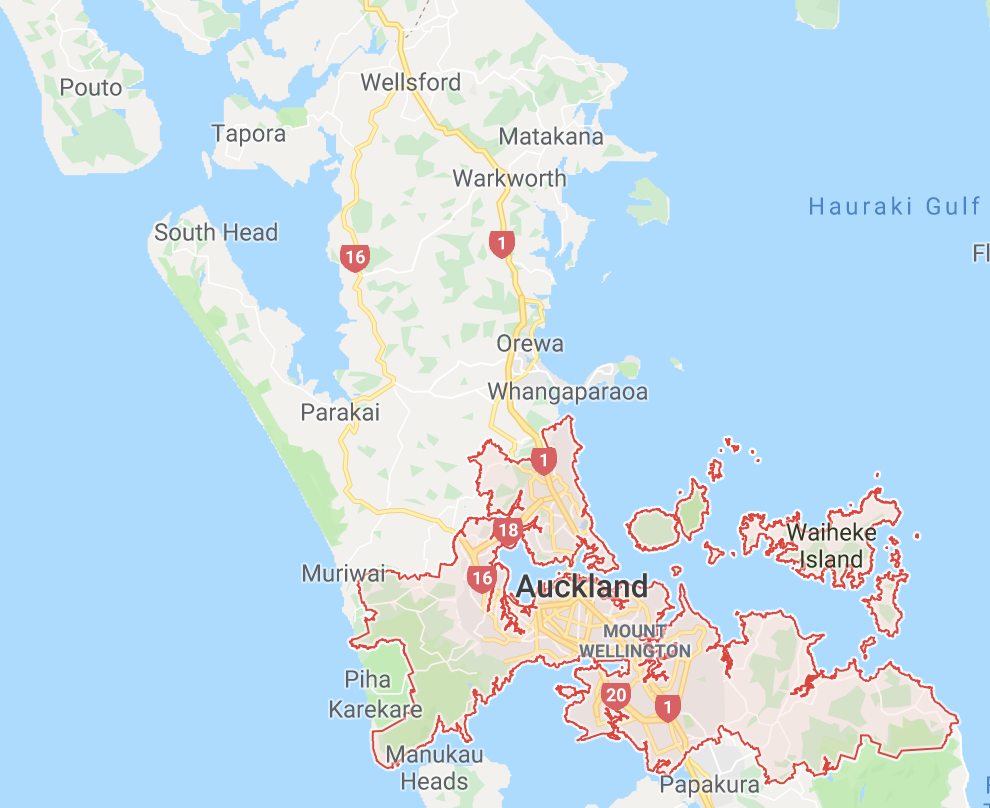 Wellsford
Pouto
Tapora
Matakana
Warkworth
Hauraki Gulf
South Head
1
Fl
16
Orewa
Whangaparaoa
Parakai
1
18
Waiheke
Island
Muriwai
16
Auckland
MOUNT
WELLINGTON
Piha
20
Karekare
1
Manukau
Heads
Papakura